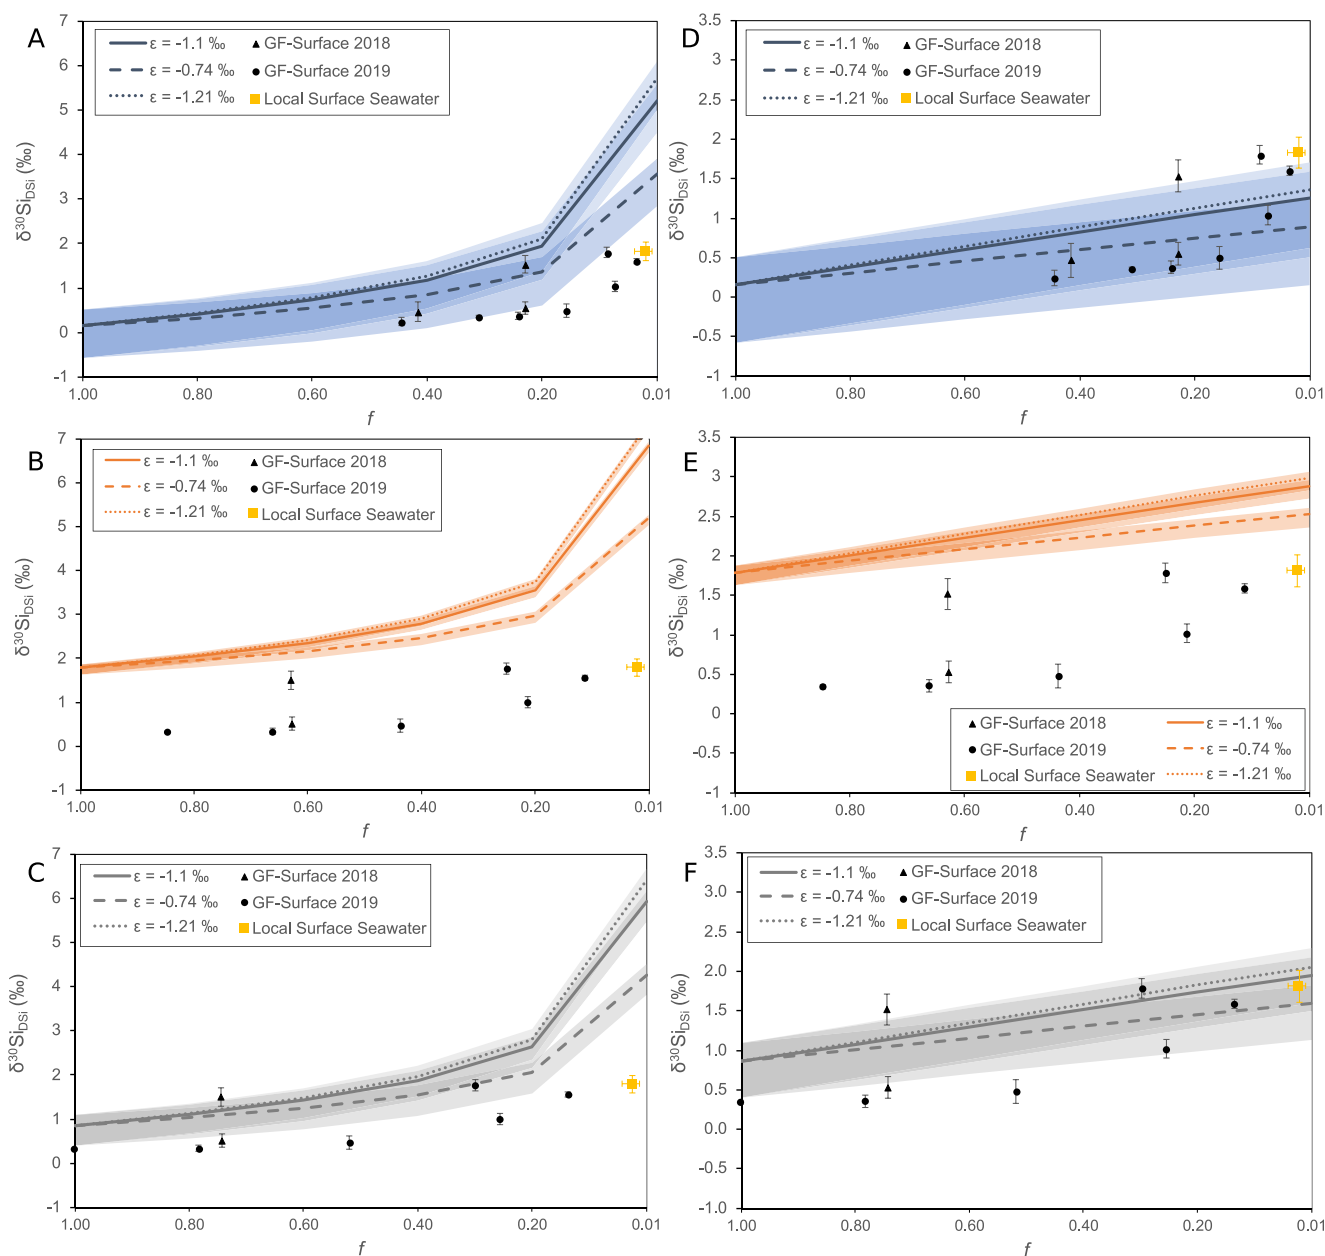 A
7
6
5
4
3
2
1
0
-1
δ³⁰Si_DSi (‰)
ε = -1.1 ‰
ε = -0.74 ‰
ε = -1.21 ‰
GF-Surface 2018
GF-Surface 2019
Local Surface Seawater
1.00 0.80 0.60 0.40 0.20 0.01
f
D
3.5
3
2.5
2
1.5
1
0.5
0
-0.5
-1
δ³⁰Si_DSi (‰)
ε = -1.1 ‰
ε = -0.74 ‰
ε = -1.21 ‰
GF-Surface 2018
GF-Surface 2019
Local Surface Seawater
1.00 0.80 0.60 0.40 0.20 0.01
f
B
7
6
5
4
3
2
1
0
-1
δ³⁰Si_DSi (‰)
ε = -1.1 ‰
ε = -0.74 ‰
ε = -1.21 ‰
GF-Surface 2018
GF-Surface 2019
Local Surface Seawater
1.00 0.80 0.60 0.40 0.20 0.01
f
E
3.5
3
2.5
2
1.5
1
0.5
0
-0.5
-1
δ³⁰Si_DSi (‰)
GF-Surface 2018
GF-Surface 2019
Local Surface Seawater
ε = -1.1 ‰
ε = -0.74 ‰
ε = -1.21 ‰
1.00 0.80 0.60 0.40 0.20 0.01
f
C
7
6
5
4
3
2
1
0
-1
δ³⁰Si_DSi (‰)
ε = -1.1 ‰
ε = -0.74 ‰
ε = -1.21 ‰
GF-Surface 2018
GF-Surface 2019
Local Surface Seawater
1.00 0.80 0.60 0.40 0.20 0.01
f
F
3.5
3.0
2.5
2.0
1.5
1.0
0.5
0.0
-0.5
-1.0
δ³⁰Si_DSi (‰)
ε = -1.1 ‰
ε = -0.74 ‰
ε = -1.21 ‰
GF-Surface 2018
GF-Surface 2019
Local Surface Seawater
1.00 0.80 0.60 0.40 0.20 0.01
f